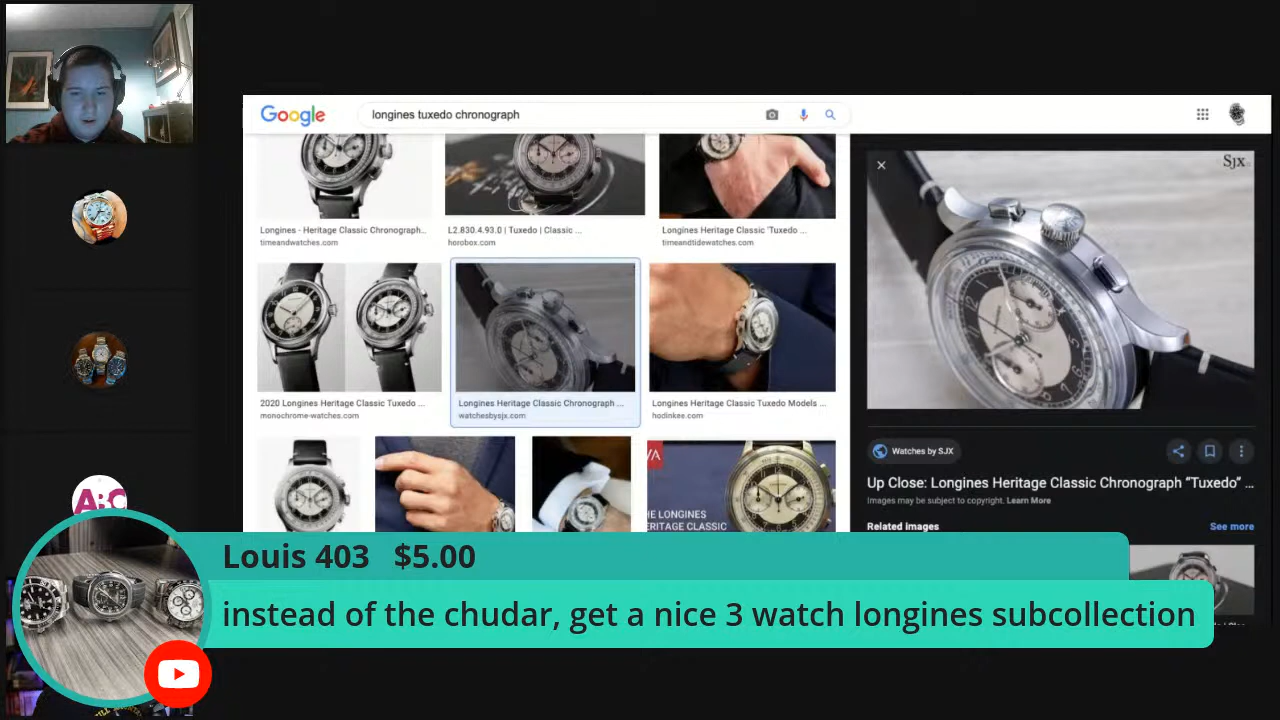 Google
longines tuxedo chronograph
SJX
Longines - Heritage Classic Chronograph...
timeandwatches.com
L2.830.4.93.0 | Tuxedo | Classic ...
horobox.com
Longines Heritage Classic 'Tuxedo ...
timeandtidewatches.com
2020 Longines Heritage Classic Tuxedo ...
monochrome-watches.com
Longines Heritage Classic Chronograph ...
watchesbysjx.com
Longines Heritage Classic Tuxedo Models ...
hodinkee.com
Watches by SJX
Up Close: Longines Heritage Classic Chronograph “Tuxedo” ...
Images may be subject to copyright. Learn More
Related images
See more
HE LONGINES
ERITAGE CLASSIC
ABC
Louis 403 $5.00
instead of the chudar, get a nice 3 watch longines subcollection